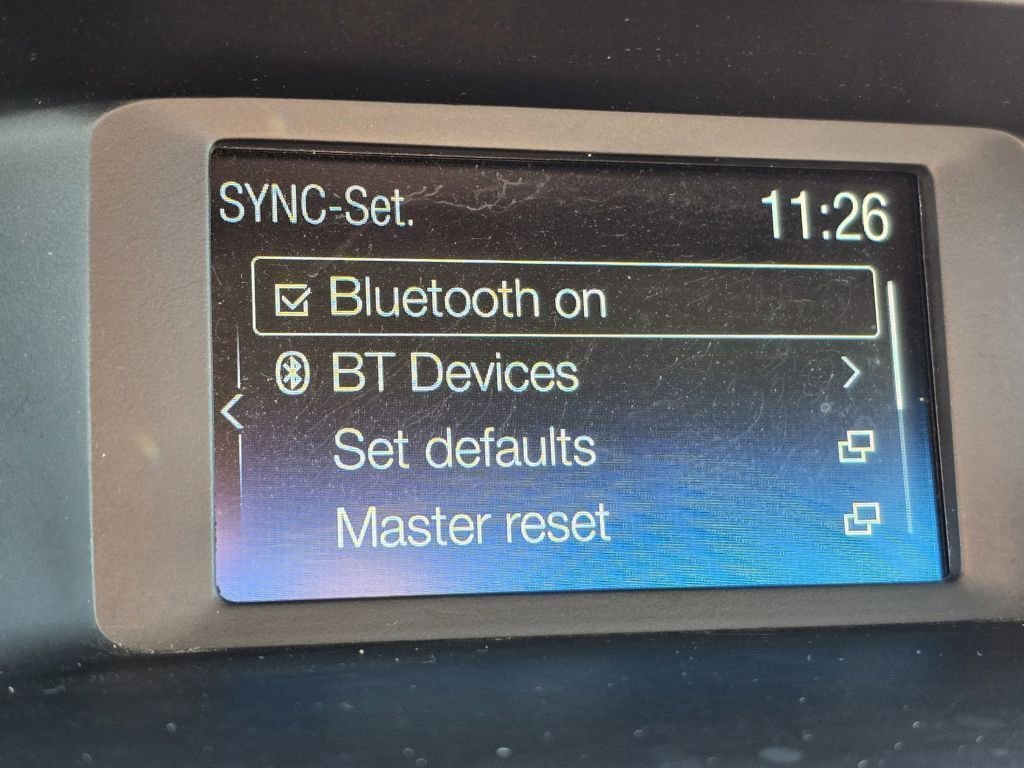 SYNC-Set.
11:26
Bluetooth on
BT Devices
Set defaults
Master reset